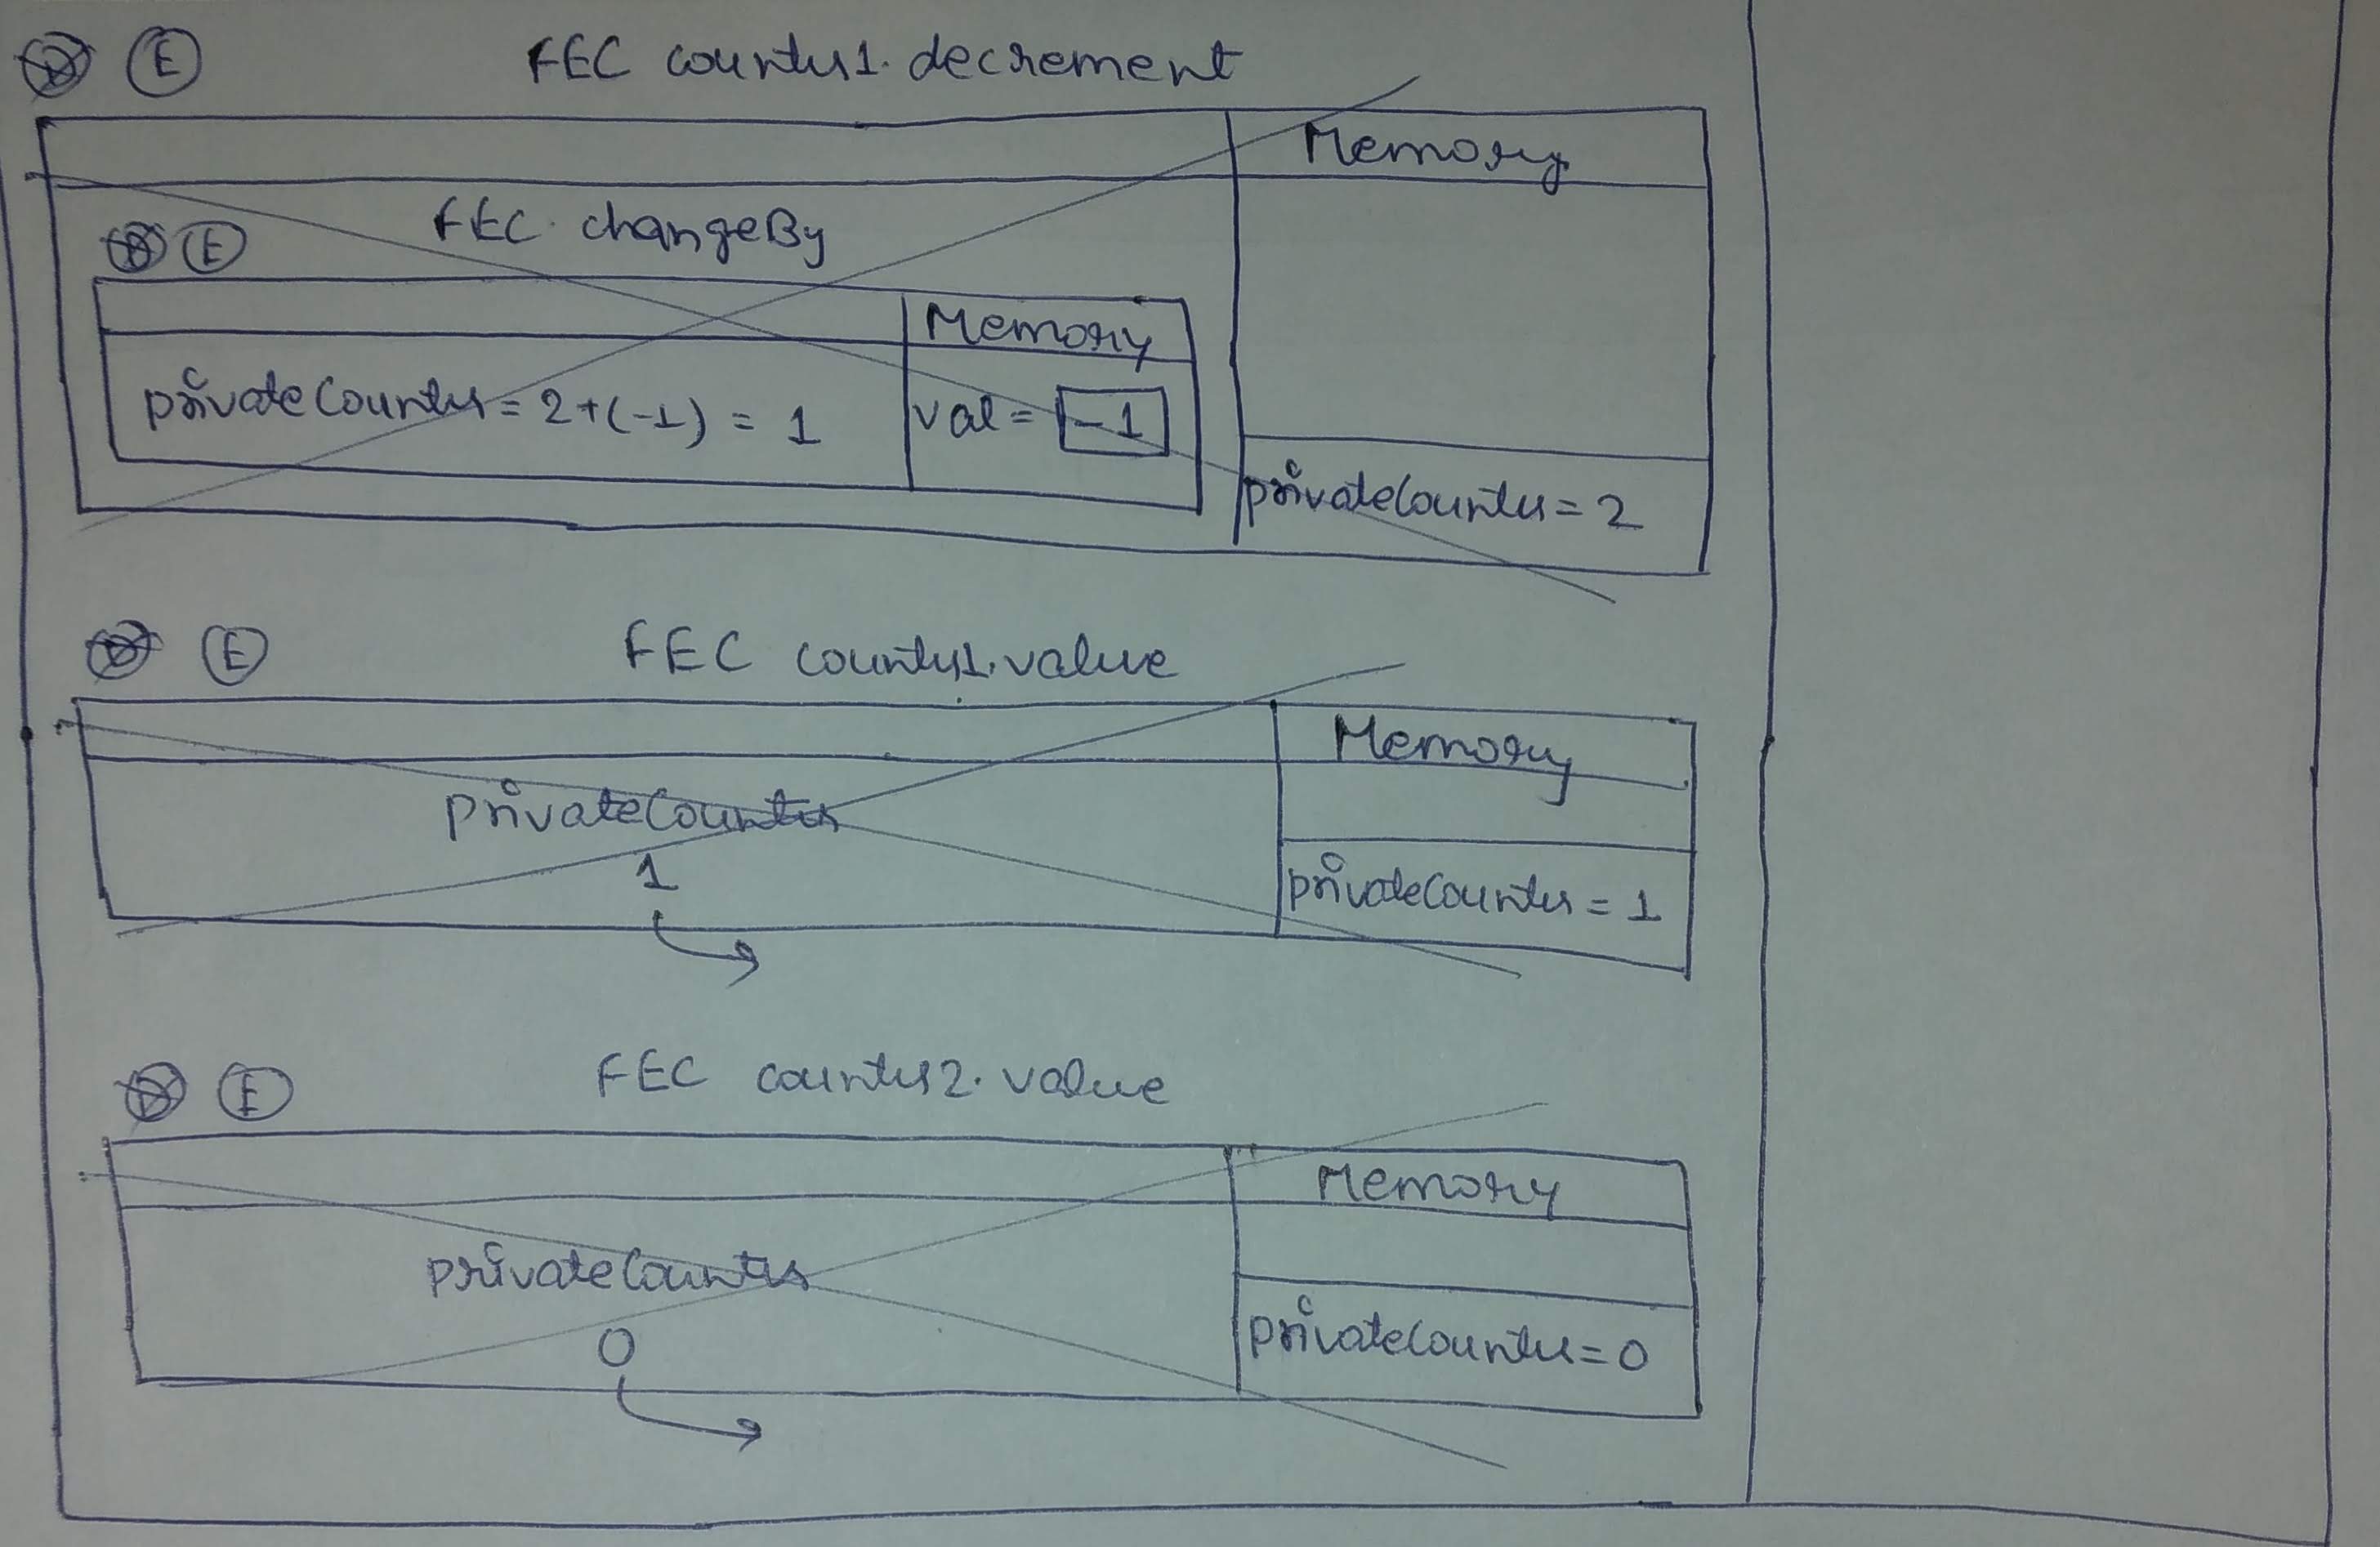 E FEC counter1.decrement
Memory
E FEC. changeBy
Memory
privateCounter = 2+(-1) = 1
val = -1
privateCounter = 2
E FEC counter1.value
Memory
privateCounter
1
privateCounter = 1
E FEC counter2.value
Memory
privateCounter
0
privateCounter = 0